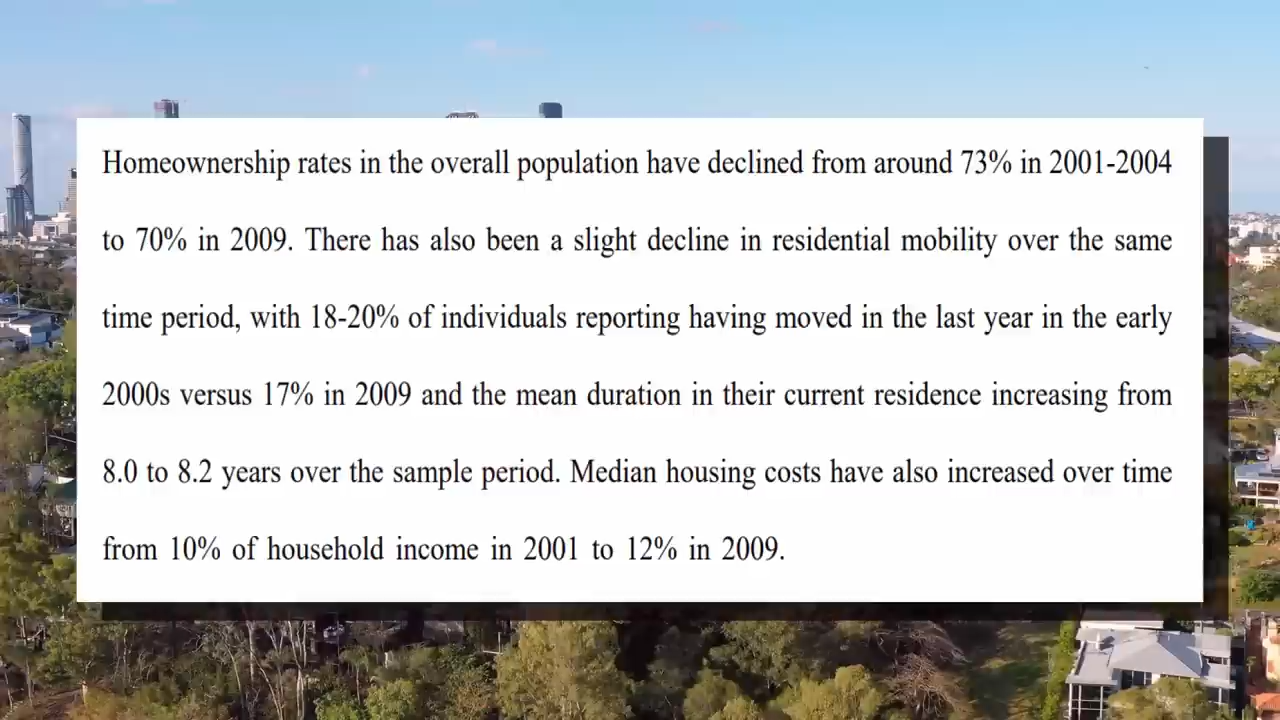 Homeownership rates in the overall population have declined from around 73% in 2001-2004
to 70% in 2009. There has also been a slight decline in residential mobility over the same
time period, with 18-20% of individuals reporting having moved in the last year in the early
2000s versus 17% in 2009 and the mean duration in their current residence increasing from
8.0 to 8.2 years over the sample period. Median housing costs have also increased over time
from 10% of household income in 2001 to 12% in 2009.